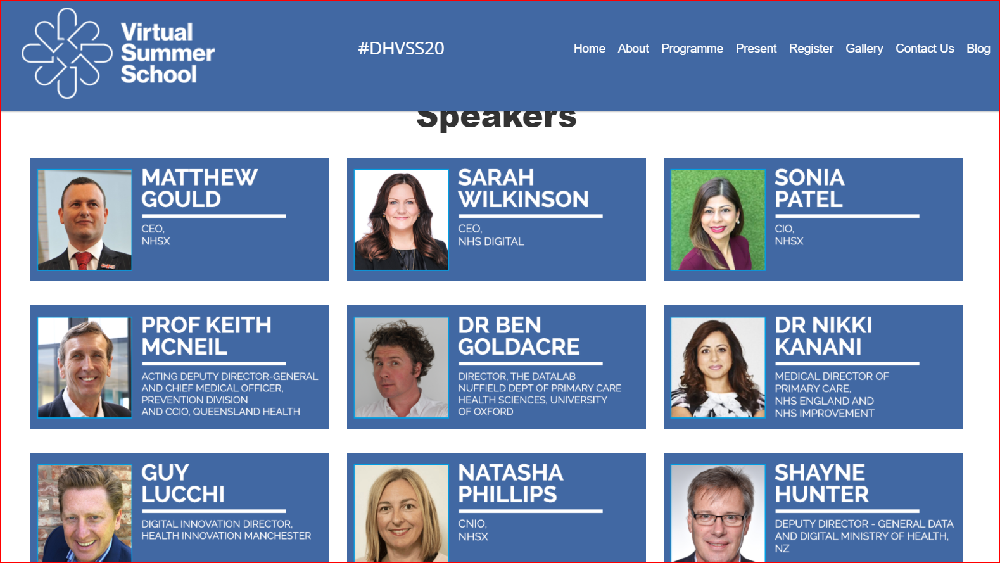 Virtual
Summer
School
#DHVSS20
Home About Programme Present Register Gallery Contact Us Blog
Speakers
MATTHEW
GOULD
CEO,
NHSX
SARAH
WILKINSON
CEO,
NHS DIGITAL
SONIA
PATEL
CIO,
NHSX
PROF KEITH
MCNEIL
ACTING DEPUTY DIRECTOR-GENERAL
AND CHIEF MEDICAL OFFICER,
PREVENTION DIVISION
AND CCIO, QUEENSLAND HEALTH
DR BEN
GOLDACRE
DIRECTOR, THE DATALAB
NUFFIELD DEPT OF PRIMARY CARE
HEALTH SCIENCES, UNIVERSITY
OF OXFORD
DR NIKKI
KANANI
MEDICAL DIRECTOR OF
PRIMARY CARE,
NHS ENGLAND AND
NHS IMPROVEMENT
GUY
LUCCHI
DIGITAL INNOVATION DIRECTOR,
HEALTH INNOVATION MANCHESTER
NATASHA
PHILLIPS
CNIO,
NHSX
SHAYNE
HUNTER
DEPUTY DIRECTOR - GENERAL DATA
AND DIGITAL MINISTRY OF HEALTH,
NZ